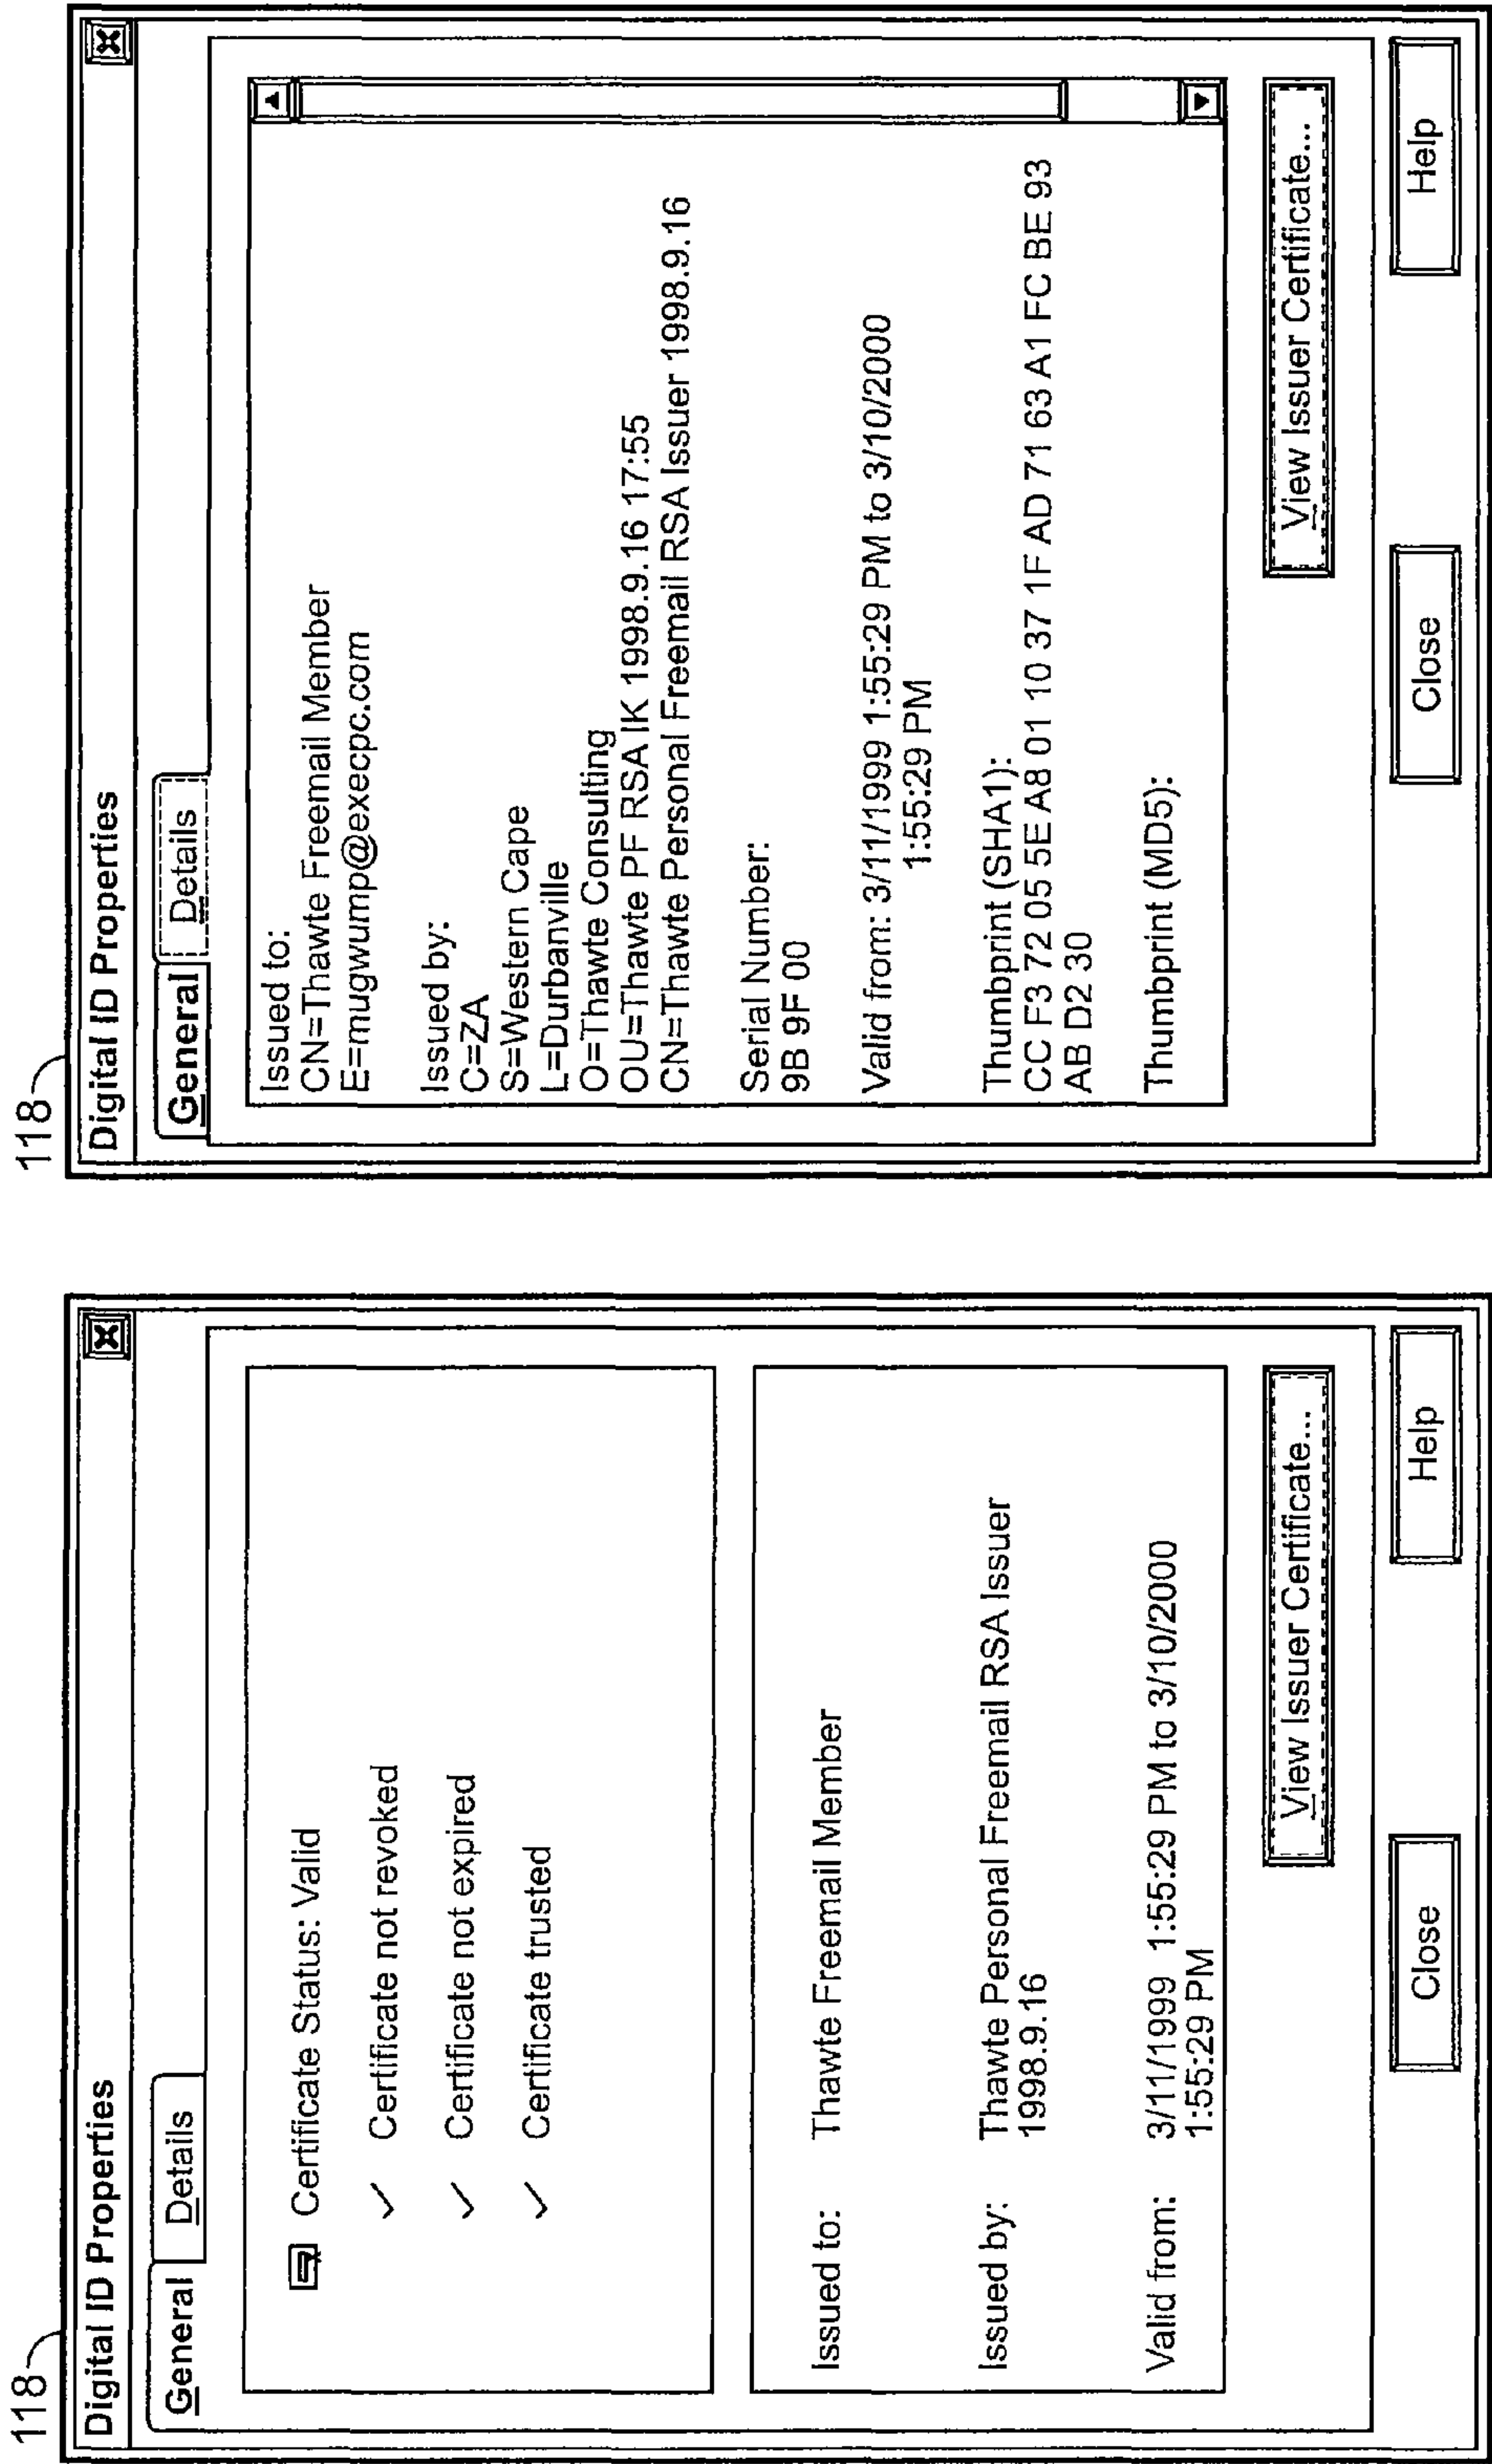 118
Digital ID Properties
General
Details
Certificate Status: Valid
✓ Certificate not revoked
✓ Certificate not expired
✓ Certificate trusted
Issued to: Thawte Freemail Member
Issued by: Thawte Personal Freemail RSA Issuer
1998.9.16
Valid from: 3/11/1999 1:55:29 PM to 3/10/2000
1:55:29 PM
View Issuer Certificate...
Close
Help
118
Digital ID Properties
General
Details
Issued to:
CN=Thawte Freemail Member
E=mugwump@execpc.com
Issued by:
C=ZA
S=Western Cape
L=Durbanville
O=Thawte Consulting
OU=Thawte PF RSA IK 1998.9.16 17:55
CN=Thawte Personal Freemail RSA Issuer 1998.9.16
Serial Number:
9B 9F 00
Valid from: 3/11/1999 1:55:29 PM to 3/10/2000
1:55:29 PM
Thumbprint (SHA1):
CC F3 72 05 5E A8 01 10 37 1F AD 71 63 A1 FC BE 93
AB D2 30
Thumbprint (MD5):
View Issuer Certificate...
Close
Help